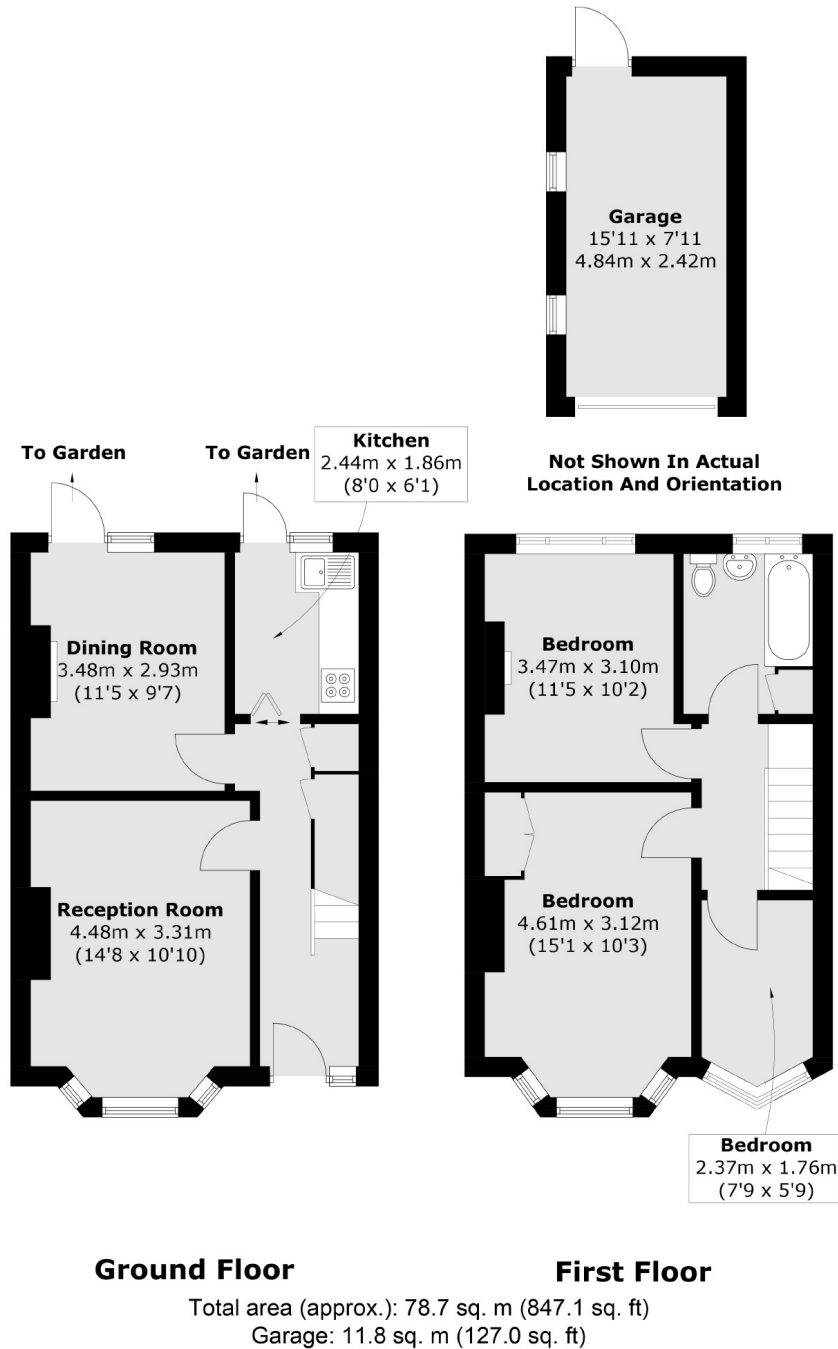 Garage
15'11 x 7'11
4.84m x 2.42m
Not Shown In Actual
Location And Orientation
To Garden
To Garden
Kitchen
2.44m x 1.86m
(8'0 x 6'1)
Dining Room
3.48m x 2.93m
(11'5 x 9'7)
Reception Room
4.48m x 3.31m
(14'8 x 10'10)
Bedroom
3.47m x 3.10m
(11'5 x 10'2)
Bedroom
4.61m x 3.12m
(15'1 x 10'3)
Bedroom
2.37m x 1.76m
(7'9 x 5'9)
Ground Floor
First Floor
Total area (approx.): 78.7 sq. m (847.1 sq. ft)
Garage: 11.8 sq. m (127.0 sq. ft)